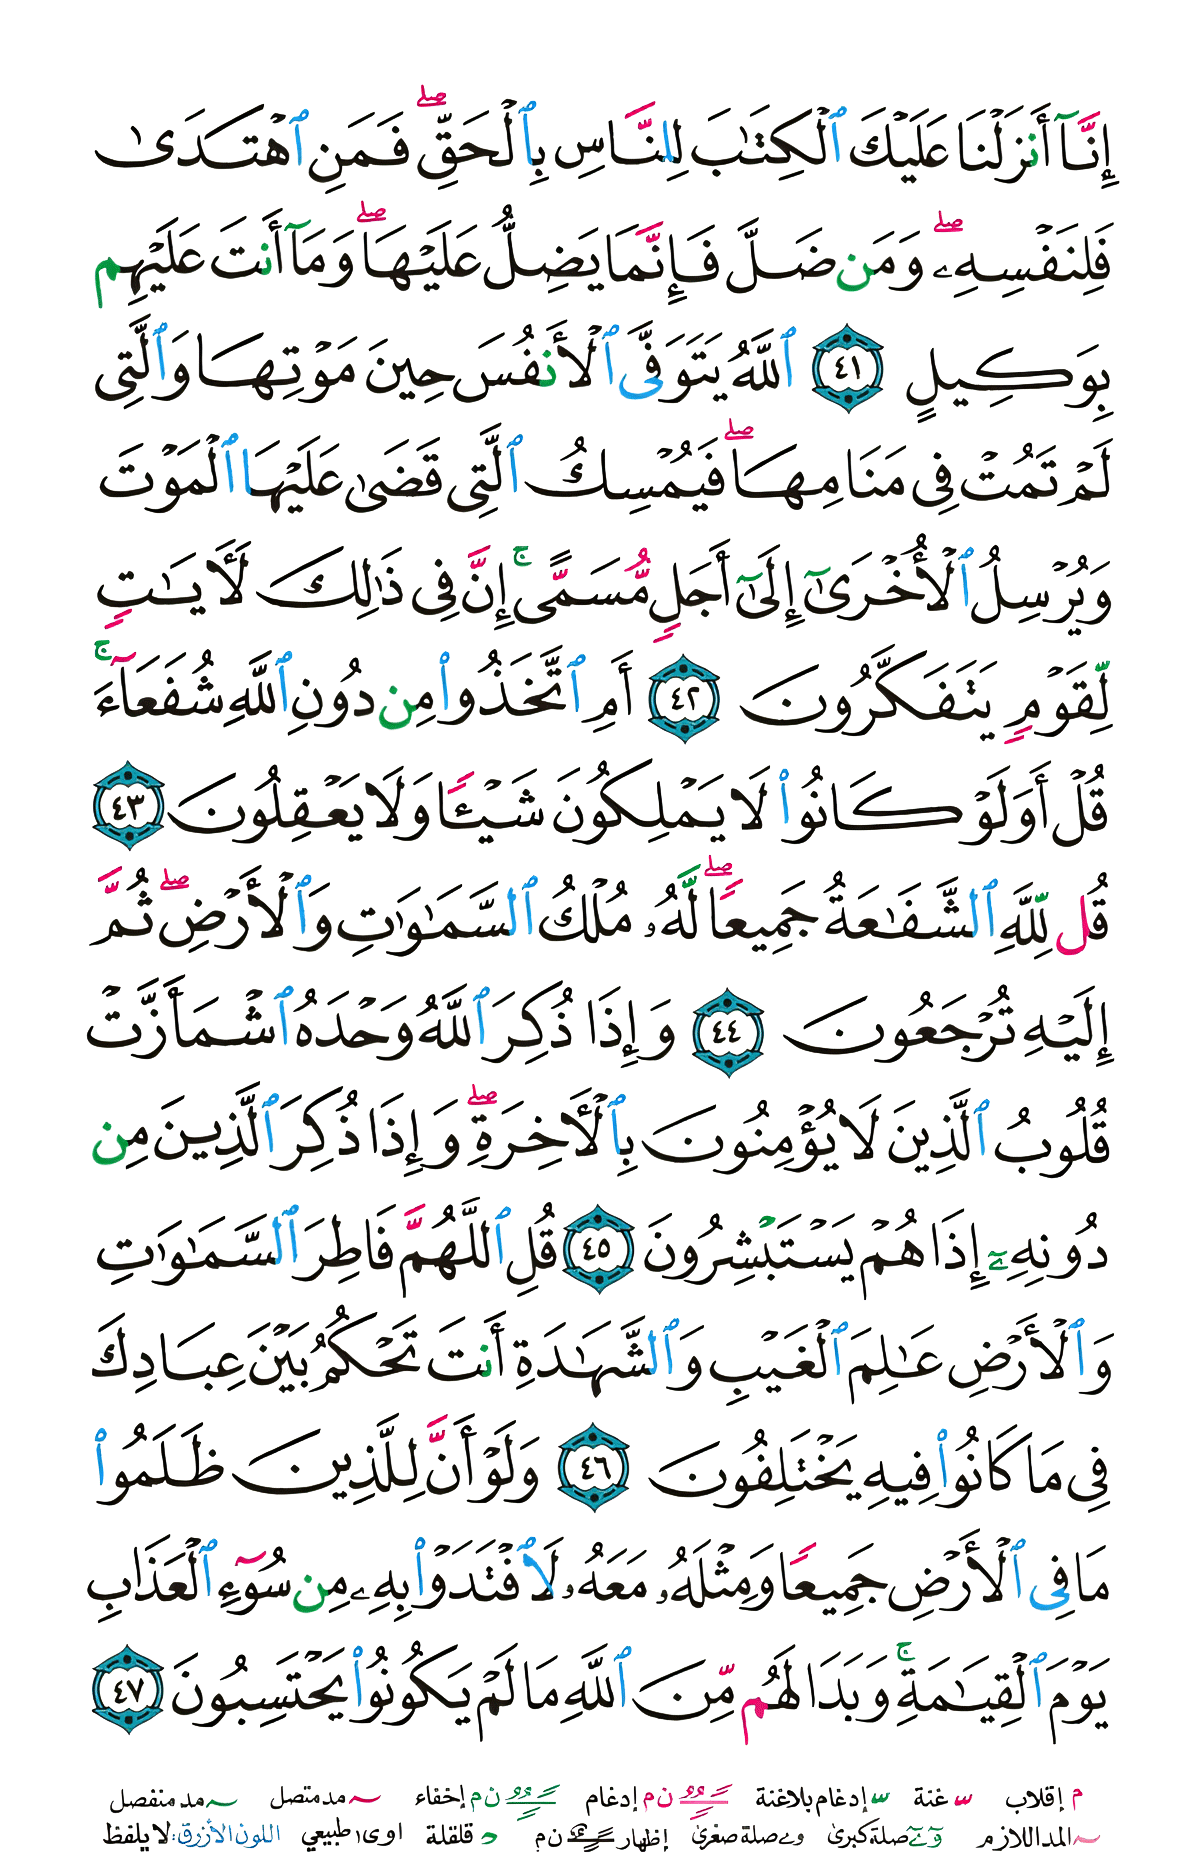 إِنَّآ أَنزَلْنَا عَلَيْكَ ٱلْكِتَـٰبَ لِلنَّاسِ بِٱلْحَقِّ ۖ فَمَنِ ٱهْتَدَىٰ
فَلِنَفْسِهِۦ ۖ وَمَن ضَلَّ فَإِنَّمَا يَضِلُّ عَلَيْهَا ۖ وَمَآ أَنتَ عَلَيْهِم
بِوَكِيلٍ ٤١ ٱللَّهُ يَتَوَفَّى ٱلْأَنفُسَ حِينَ مَوْتِهَا وَٱلَّتِى
لَمْ تَمُتْ فِى مَنَامِهَا ۖ فَيُمْسِكُ ٱلَّتِى قَضَىٰ عَلَيْهَا ٱلْمَوْتَ
وَيُرْسِلُ ٱلْأُخْرَىٰٓ إِلَىٰٓ أَجَلٍ مُّسَمًّى ۚ إِنَّ فِى ذَٰلِكَ لَـَٔايَـٰتٍ
لِّقَوْمٍ يَتَفَكَّرُونَ ٤٢ أَمِ ٱتَّخَذُوا۟ مِن دُونِ ٱللَّهِ شُفَعَآءَ ۚ
قُلْ أَوَلَوْ كَانُوا۟ لَا يَمْلِكُونَ شَيْـًٔا وَلَا يَعْقِلُونَ ٤٣
قُل لِّلَّهِ ٱلشَّفَـٰعَةُ جَمِيعًا ۖ لَّهُۥ مُلْكُ ٱلسَّمَـٰوَٰتِ وَٱلْأَرْضِ ۖ ثُمَّ
إِلَيْهِ تُرْجَعُونَ ٤٤ وَإِذَا ذُكِرَ ٱللَّهُ وَحْدَهُ ٱشْمَأَزَّتْ
قُلُوبُ ٱلَّذِينَ لَا يُؤْمِنُونَ بِٱلْـَٔاخِرَةِ ۖ وَإِذَا ذُكِرَ ٱلَّذِينَ مِن
دُونِهِۦٓ إِذَا هُمْ يَسْتَبْشِرُونَ ٤٥ قُلِ ٱللَّهُمَّ فَاطِرَ ٱلسَّمَـٰوَٰتِ
وَٱلْأَرْضِ عَـٰلِمَ ٱلْغَيْبِ وَٱلشَّهَـٰدَةِ أَنتَ تَحْكُمُ بَيْنَ عِبَادِكَ
فِى مَا كَانُوا۟ فِيهِ يَخْتَلِفُونَ ٤٦ وَلَوْ أَنَّ لِلَّذِينَ ظَلَمُوا۟
مَا فِى ٱلْأَرْضِ جَمِيعًا وَمِثْلَهُۥ مَعَهُۥ لَٱفْتَدَوْا۟ بِهِۦ مِن سُوٓءِ ٱلْعَذَابِ
يَوْمَ ٱلْقِيَـٰمَةِ ۚ وَبَدَا لَهُم مِّنَ ٱللَّهِ مَا لَمْ يَكُونُوا۟ يَحْتَسِبُونَ ٤٧
م إقلاب غنة إدغام بلاغنة ن م إدغام ن م إخفاء مد متصل مد منفصل
المد اللازم صلة كبرى وے صلة صغرى إظهار ن م قلقلة اوى طبيعي اللون الأزرق: لا يلفظ